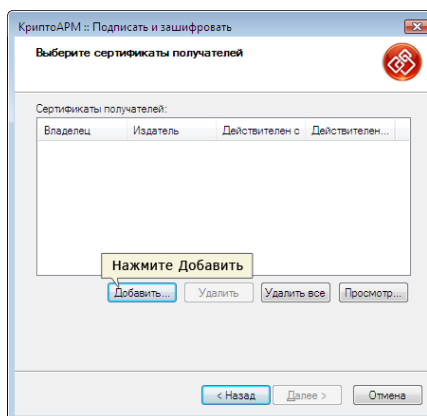 КриптоАРМ :: Подписать и зашифровать
Выберите сертификаты получателей
Сертификаты получателей:
Владелец Издатель Действителен с Действителен...
Нажмите Добавить
Добавить... Удалить Удалить все Просмотр...
< Назад Далее > Отмена